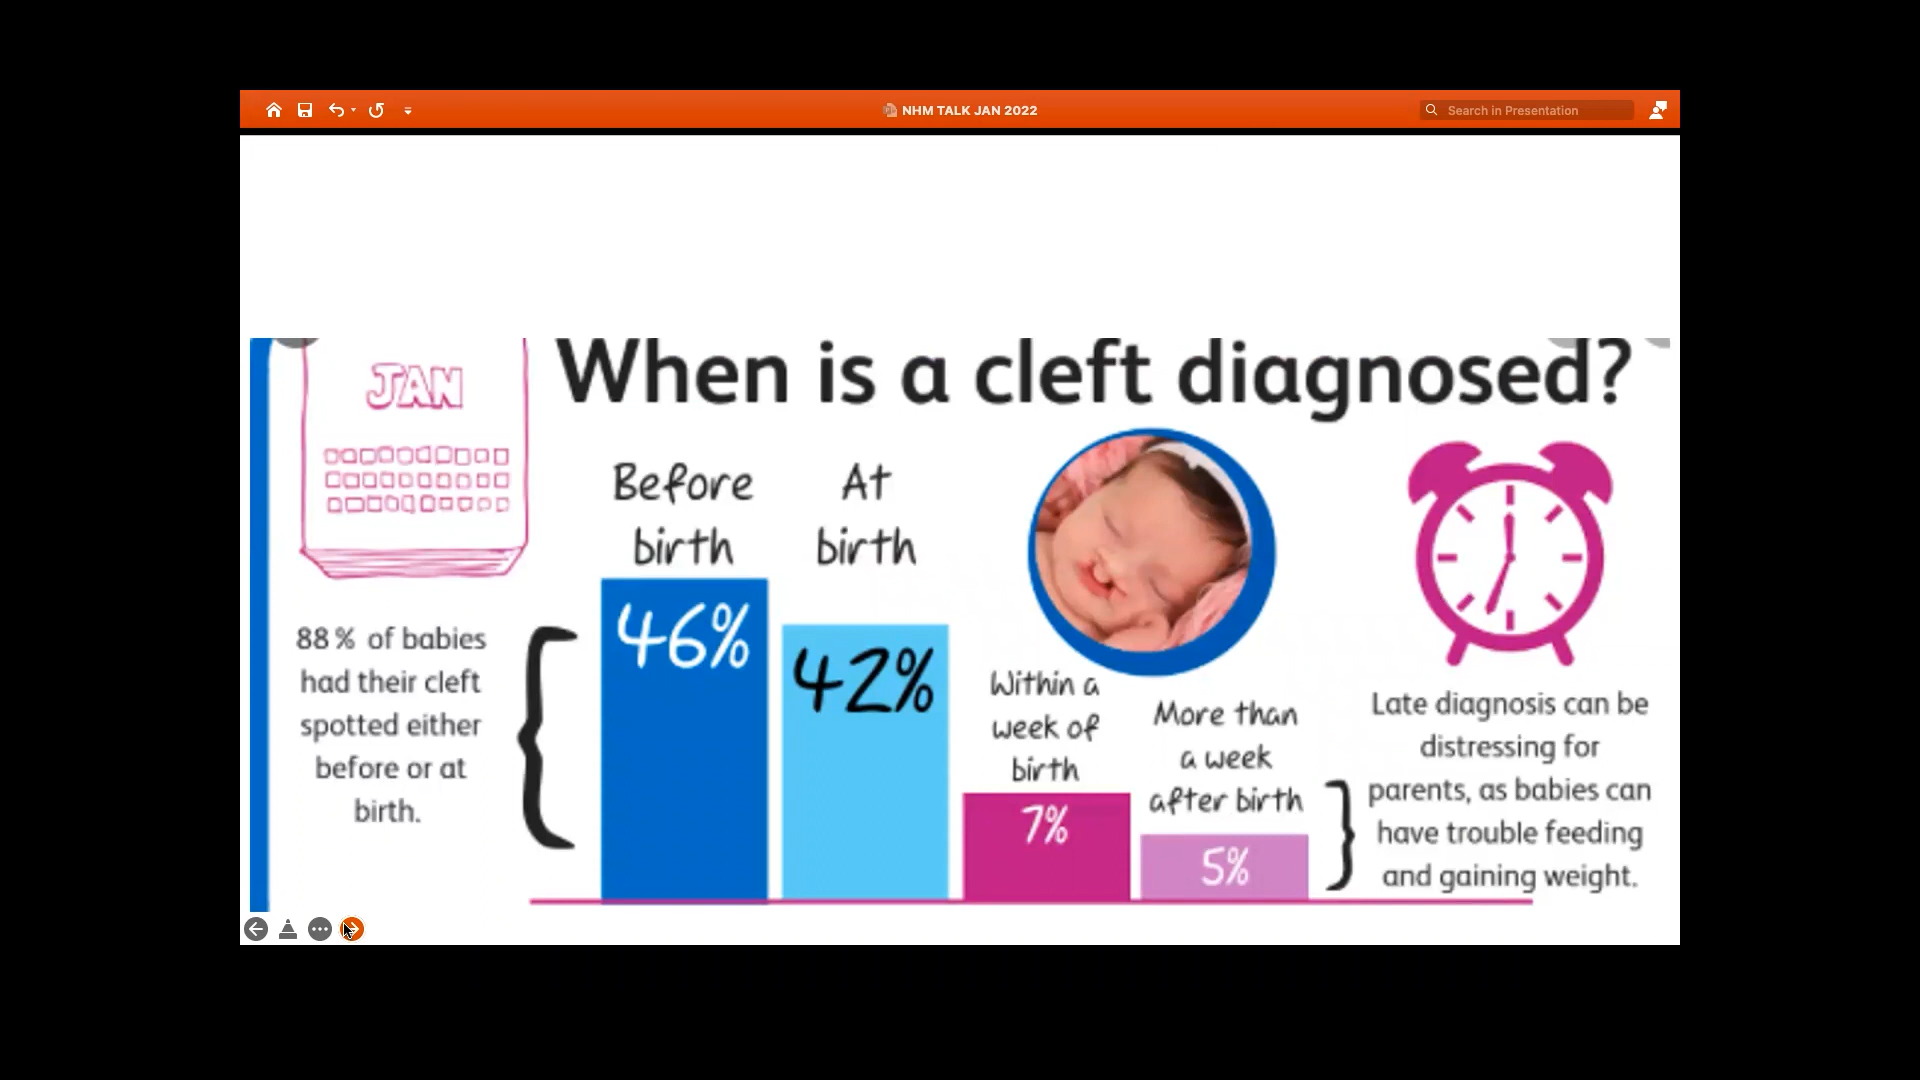 NHM TALK JAN 2022
Search in Presentation
When is a cleft diagnosed?
JAN
Before
birth
At
birth
46%
42%
88% of babies
had their cleft
spotted either
before or at
birth.
Within a
week of
birth
7%
More than
a week
after birth
5%
Late diagnosis can be
distressing for
parents, as babies can
have trouble feeding
and gaining weight.